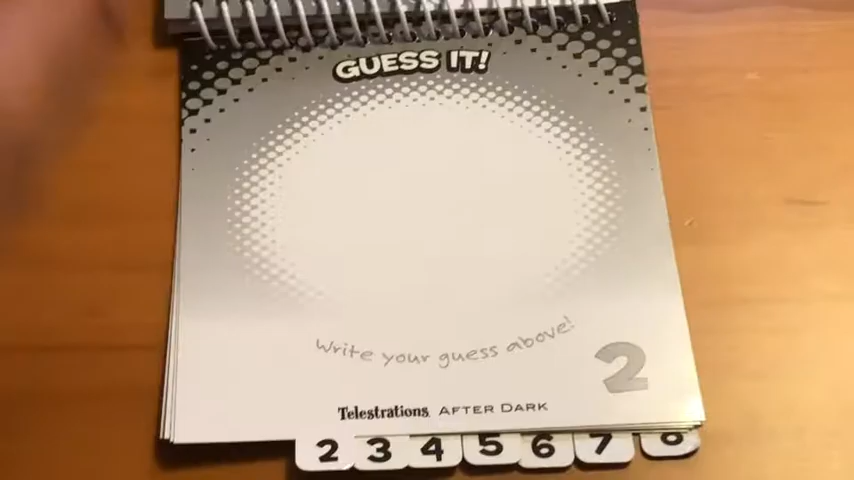 GUESS IT!
Write your guess above!
2
Telestrations AFTER DARK
2 3 4 5 6 7 8